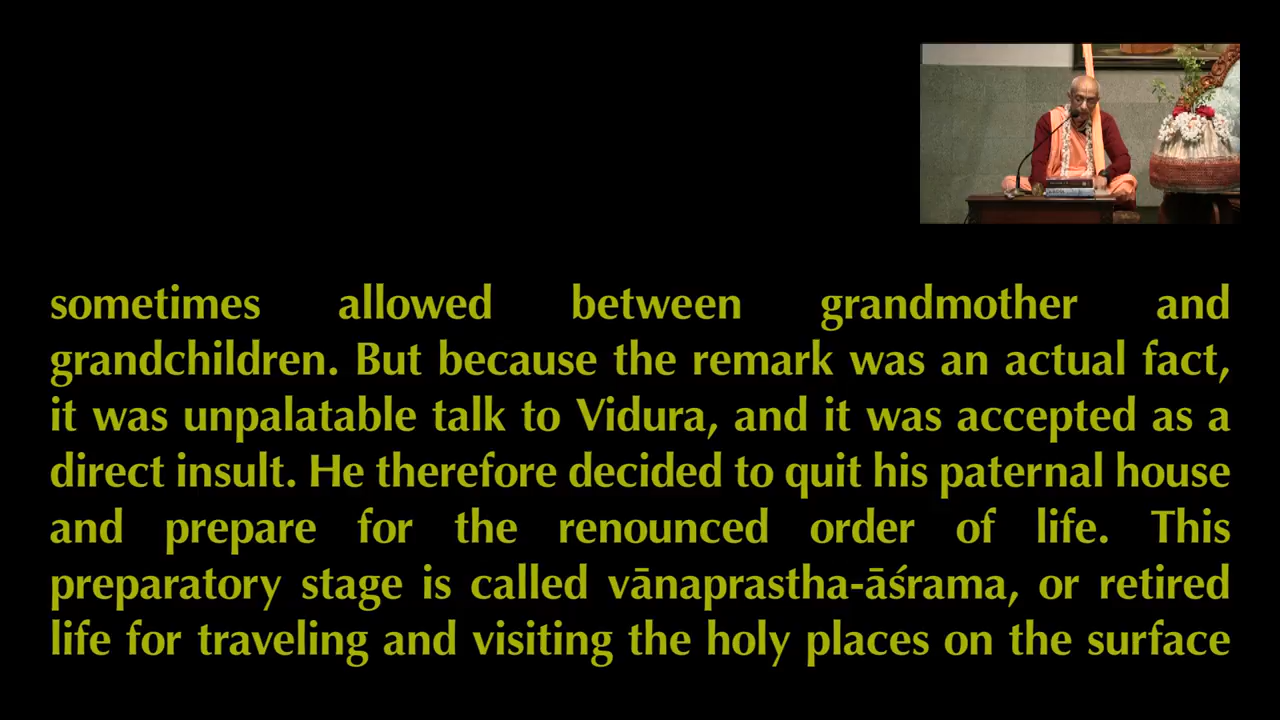 sometimes allowed between grandmother and
grandchildren. But because the remark was an actual fact,
it was unpalatable talk to Vidura, and it was accepted as a
direct insult. He therefore decided to quit his paternal house
and prepare for the renounced order of life. This
preparatory stage is called vānaprastha-āśrama, or retired
life for traveling and visiting the holy places on the surface